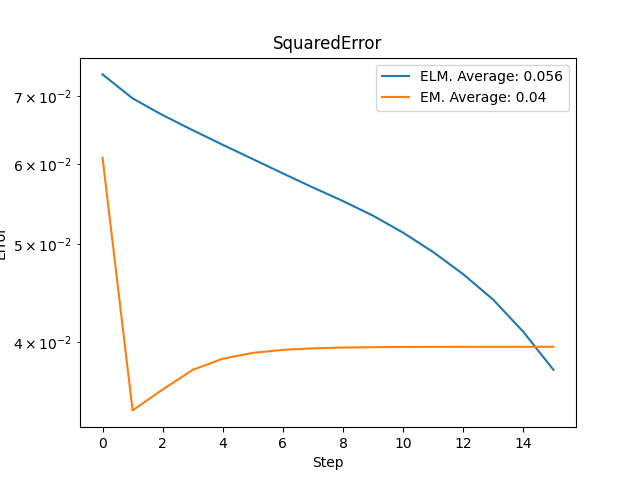 SquaredError
ELM. Average: 0.056
EM. Average: 0.04
7 × 10⁻²
6 × 10⁻²
5 × 10⁻²
4 × 10⁻²
Error
0 2 4 6 8 10 12 14
Step